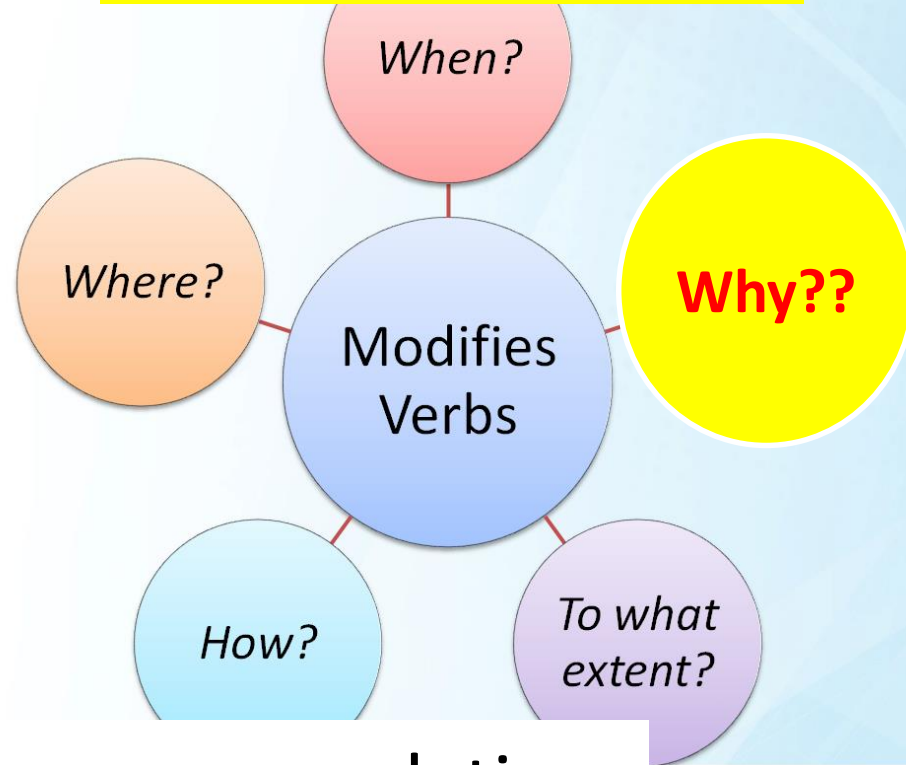 When?
Where?
Why??
Modifies
Verbs
How?
To what
extent?